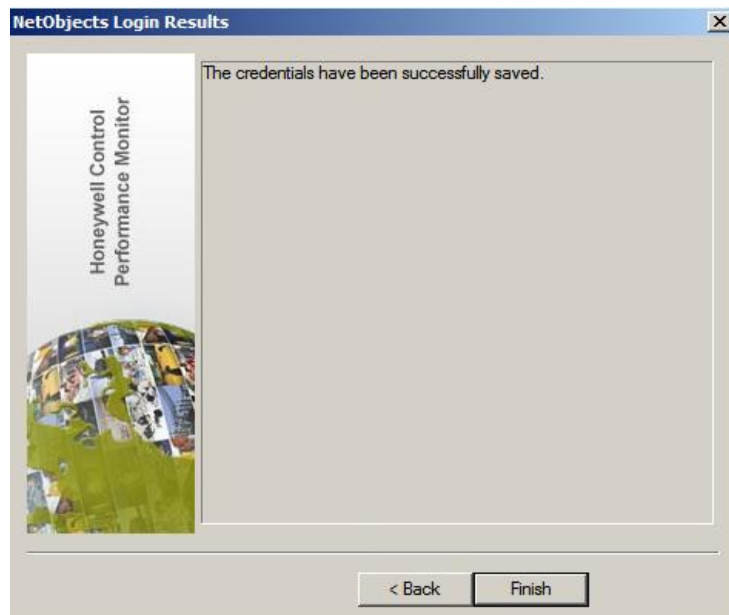 NetObjects Login Results
The credentials have been successfully saved.
Honeywell Control
Performance Monitor
< Back
Finish